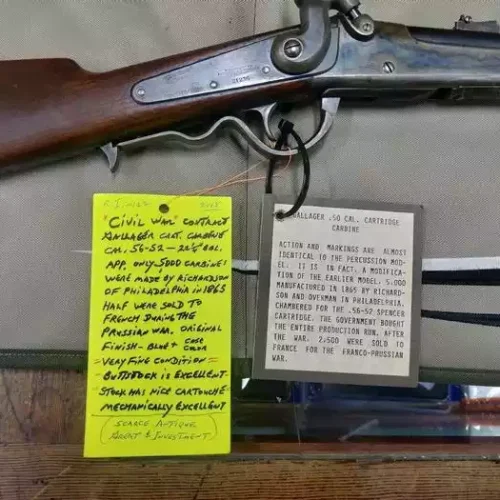 "CIVIL WAR" CONTRACT
GALLAGER CART. CARBINE
CAL. 56-52 — 22½ BBL.
APP. ONLY 5000 CARBINES
WERE MADE BY RICHARDSON
OF PHILADELPHIA IN 1865
HALF WERE SOLD TO
FRENCH DURING THE
PRUSSIAN WAR. ORIGINAL
FINISH - BLUE + CASE COLOR
= VERY FINE CONDITION =
BUTTSTOCK IS EXCELLENT
STOCK HAS NICE CARTOUCHE
MECHANICALLY EXCELLENT
SCARCE ANTIQUE
INVESTMENT
GALLAGER .50 CAL. CARTRIDGE
CARBINE
ACTION AND MARKINGS ARE ALMOST
IDENTICAL TO THE PERCUSSION MOD-
EL. IT IS IN FACT, A MODIFICA-
TION OF THE EARLIER MODEL. 5,000
MANUFACTURED IN 1865 BY RICHARD-
SON AND OVERMAN IN PHILADELPHIA.
CHAMBERED FOR THE .56-52 SPENCER
CARTRIDGE. THE GOVERNMENT BOUGHT
THE ENTIRE PRODUCTION RUN. AFTER
THE WAR, 2,500 WERE SOLD TO
FRANCE FOR THE FRANCO-PRUSSIAN
WAR.